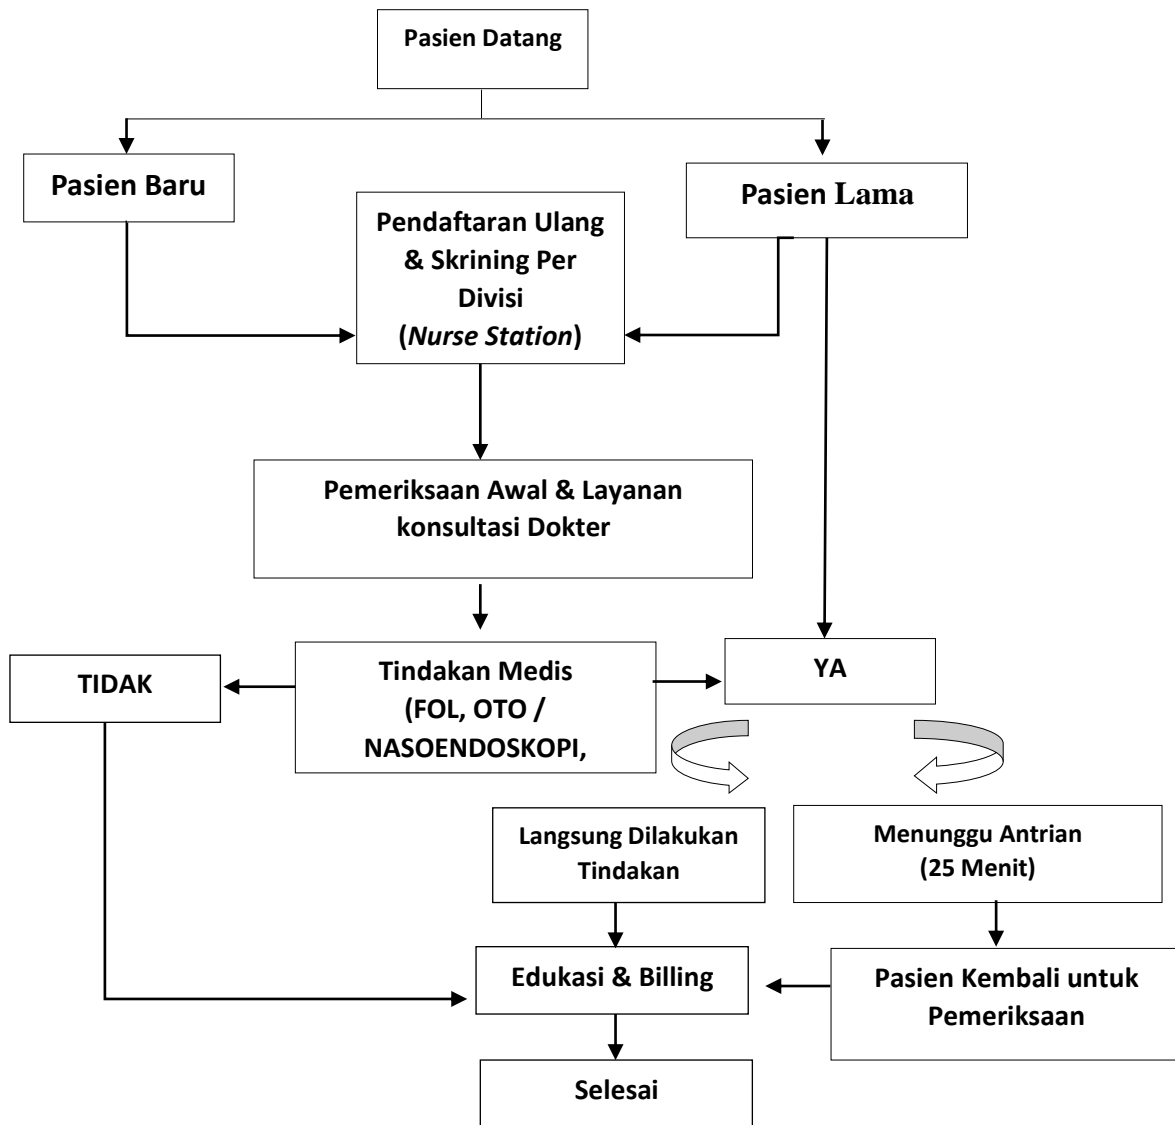 Pasien Datang
Pasien Baru
Pasien Lama
Pendaftaran Ulang
& Skrining Per
Divisi
(Nurse Station)
Pemeriksaan Awal & Layanan
konsultasi Dokter
TIDAK
Tindakan Medis
(FOL, OTO /
NASOENDOSKOPI,
YA
Langsung Dilakukan
Tindakan
Menunggu Antrian
(25 Menit)
Edukasi & Billing
Pasien Kembali untuk
Pemeriksaan
Selesai